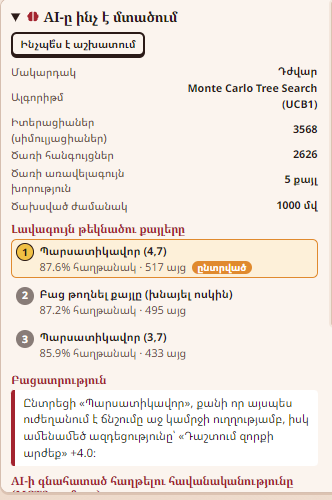 ▼ AI-ը ինչ է մտածում
Ինչպե՞ս է աշխատում
Մակարդակ Դժվար
Ալգորիթմ Monte Carlo Tree Search
(UCB1)
Իտերացիաներ
(սիմուլյացիաներ) 3568
Ծառի հանգույցներ 2626
Ծառի առավելագույն
խորություն 5 քայլ
Ծախսված ժամանակ 1000 մվ
Լավագույն թեկնածու քայլերը
1 Պարսատիկավոր (4,7)
87.6% հաղթանակ · 517 այց ընտրված
2 Բաց թողնել քայլը (խնայել ոսկին)
87.2% հաղթանակ · 495 այց
3 Պարսատիկավոր (3,7)
85.9% հաղթանակ · 433 այց
Բացատրություն
Ընտրեցի «Պարսատիկավոր», քանի որ այսպես
ուժեղանում է ճնշումը աջ կամրջի ուղղությամբ, իսկ
ամենամեծ ազդեցությունը՝ «Դաշտում զորքի
արժեք» +4.0:
AI-ի գնահատած հաղթելու հավանականությունը